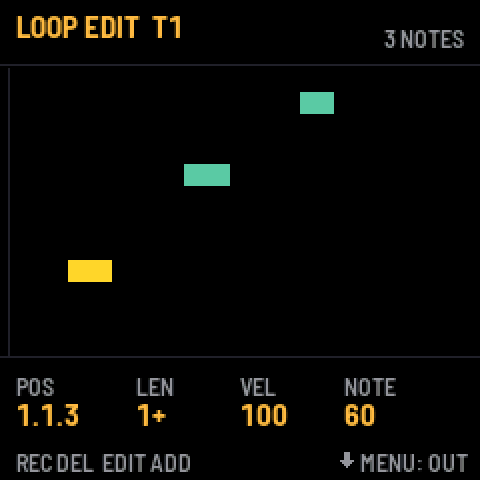 LOOP EDIT T1
3 NOTES
POS LEN VEL NOTE
1.1.3 1+ 100 60
REC DEL EDIT ADD MENU: OUT